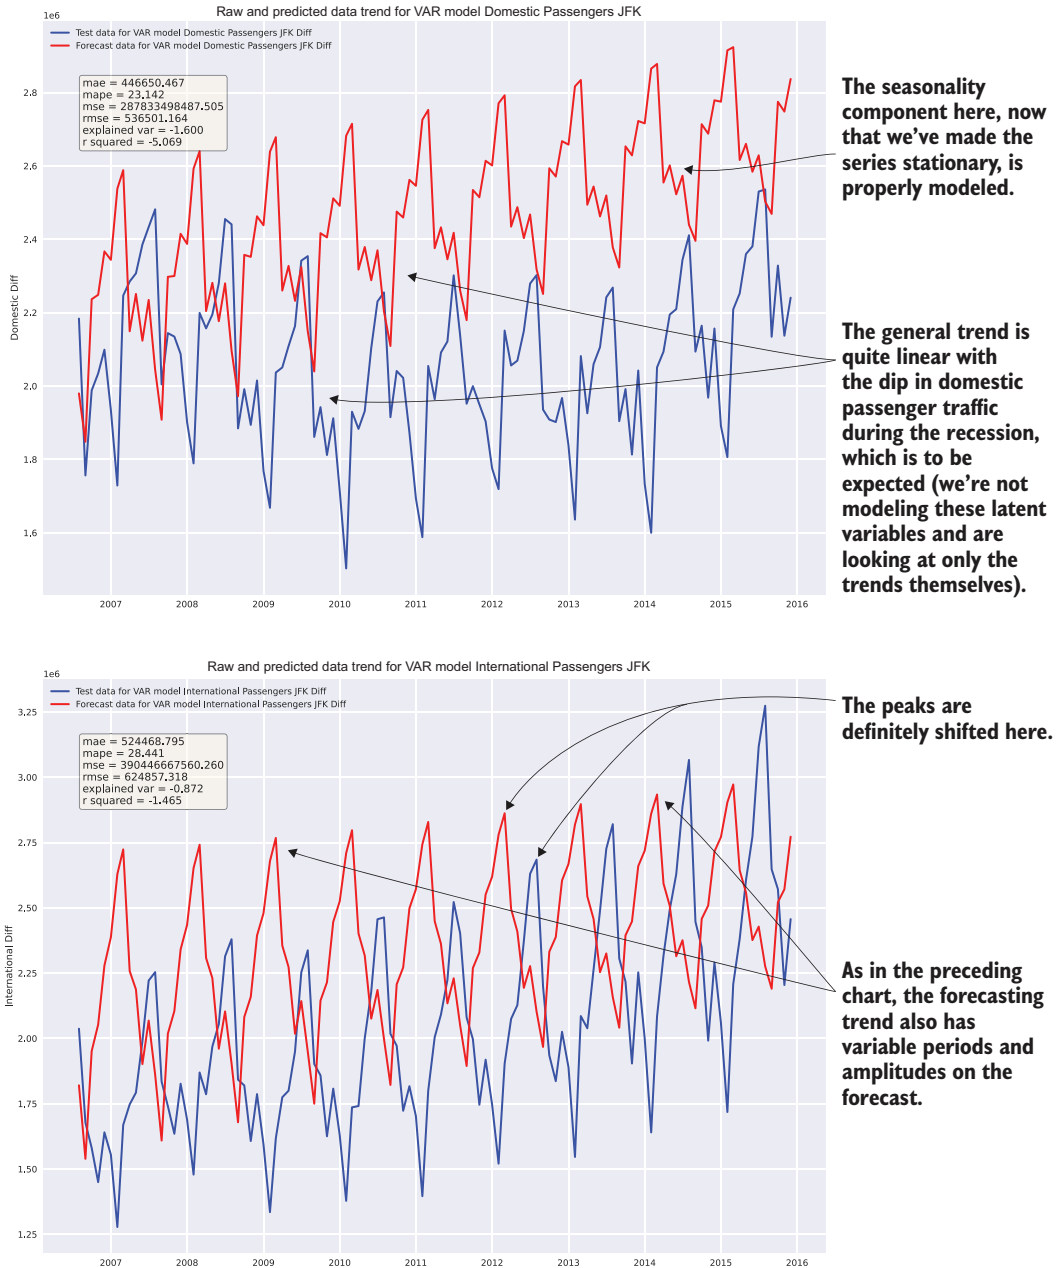 Raw and predicted data trend for VAR model Domestic Passengers JFK
1e6
Test data for VAR model Domestic Passengers JFK Diff
Forecast data for VAR model Domestic Passengers JFK Diff
mae = 446650.467
mape = 23.142
mse = 287833498487.505
rmse = 536501.164
explained var = -1.600
r squared = -5.069
2.8
2.6
2.4
2.2
2.0
1.8
1.6
Domestic Diff
2007 2008 2009 2010 2011 2012 2013 2014 2015 2016
The seasonality
component here, now
that we’ve made the
series stationary, is
properly modeled.
The general trend is
quite linear with
the dip in domestic
passenger traffic
during the recession,
which is to be
expected (we’re not
modeling these latent
variables and are
looking at only the
trends themselves).
Raw and predicted data trend for VAR model International Passengers JFK
1e6
Test data for VAR model International Passengers JFK Diff
Forecast data for VAR model International Passengers JFK Diff
mae = 524468.795
mape = 28.441
mse = 390446667560.260
rmse = 624857.318
explained var = -0.872
r squared = -1.465
3.25
3.00
2.75
2.50
2.25
2.00
1.75
1.50
1.25
International Diff
2007 2008 2009 2010 2011 2012 2013 2014 2015 2016
The peaks are
definitely shifted here.
As in the preceding
chart, the forecasting
trend also has
variable periods and
amplitudes on the
forecast.